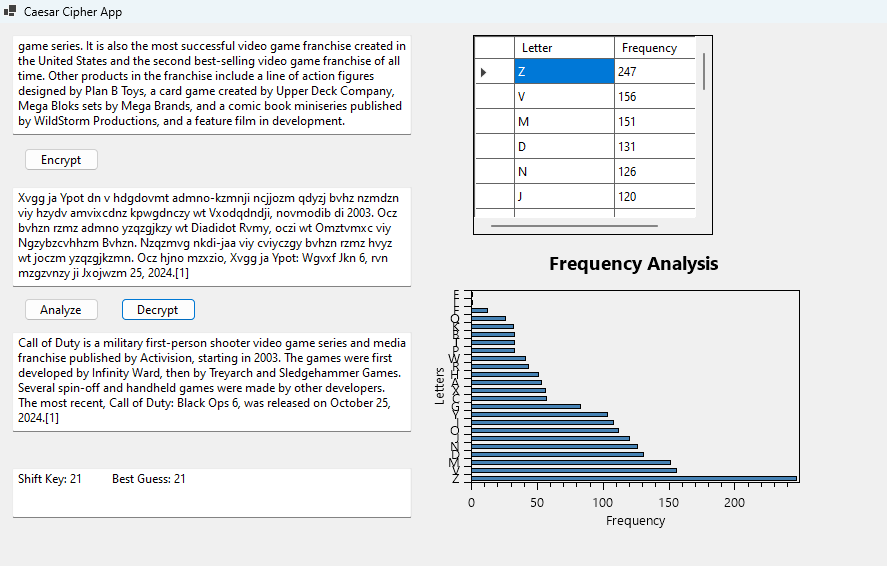 Caesar Cipher App
game series. It is also the most successful video game franchise created in
the United States and the second best-selling video game franchise of all
time. Other products in the franchise include a line of action figures
designed by Plan B Toys, a card game created by Upper Deck Company,
Mega Bloks sets by Mega Brands, and a comic book miniseries published
by WildStorm Productions, and a feature film in development.
Encrypt
Xvgg ja Ypot dn v hdgdovmt admno-kzmnji ncjjozm qdyzj bvhz nzmdzn
viy hzydv amvixcdnz kpwgdnczy wt Vxodqdndji, novmodib di 2003. Ocz
bvhzn rzmz admno yzqzgjkzy wt Diadidot Rvmy, oczi wt Omztvmxc viy
Ngzybzcvhhzm Bvhzn. Nzqzmvg nkdi-jaa viy cviyczgy bvhzn rzmz hvyz
wt joczm yzqzgjkzmn. Ocz hjno mzxzio, Xvgg ja Ypot: Wgvxf Jkn 6, rvn
mzgzvnzy ji Jxojwzm 25, 2024.[1]
Analyze
Decrypt
Call of Duty is a military first-person shooter video game series and media
franchise published by Activision, starting in 2003. The games were first
developed by Infinity Ward, then by Treyarch and Sledgehammer Games.
Several spin-off and handheld games were made by other developers.
The most recent, Call of Duty: Black Ops 6, was released on October 25,
2024.[1]
Shift Key: 21 Best Guess: 21
Letter Frequency
Z 247
V 156
M 151
D 131
N 126
J 120
Frequency Analysis
Letters
F
Q
K
T
P
W
R
H
A
X
C
G
Y
I
O
J
N
D
M
V
Z
0 50 100 150 200
Frequency